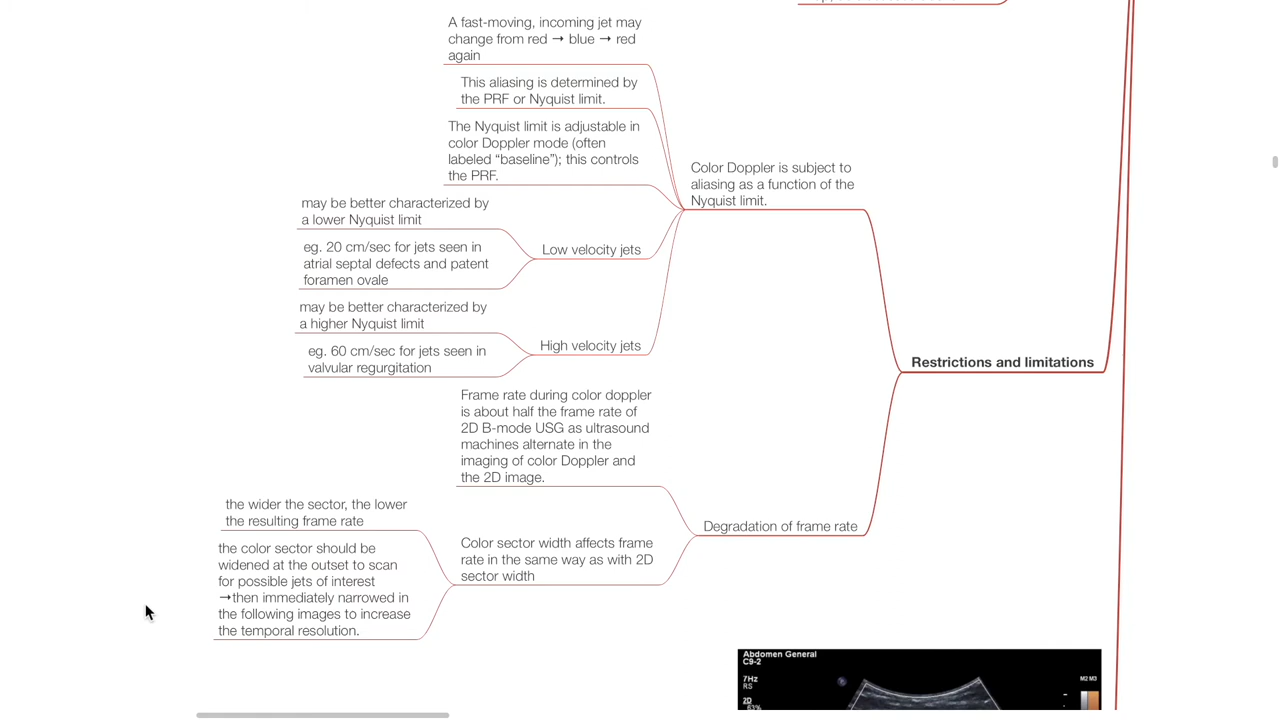 A fast-moving, incoming jet may
change from red → blue → red
again
This aliasing is determined by
the PRF or Nyquist limit.
The Nyquist limit is adjustable in
color Doppler mode (often
labeled “baseline”); this controls
the PRF.
Color Doppler is subject to
aliasing as a function of the
Nyquist limit.
may be better characterized by
a lower Nyquist limit
eg. 20 cm/sec for jets seen in
atrial septal defects and patent
foramen ovale
Low velocity jets
may be better characterized by
a higher Nyquist limit
eg. 60 cm/sec for jets seen in
valvular regurgitation
High velocity jets
Restrictions and limitations
Frame rate during color doppler
is about half the frame rate of
2D B-mode USG as ultrasound
machines alternate in the
imaging of color Doppler and
the 2D image.
Degradation of frame rate
the wider the sector, the lower
the resulting frame rate
the color sector should be
widened at the outset to scan
for possible jets of interest
→then immediately narrowed in
the following images to increase
the temporal resolution.
Color sector width affects frame
rate in the same way as with 2D
sector width
Abdomen General
C9-2
7Hz
RS
2D
63%
M2 M3